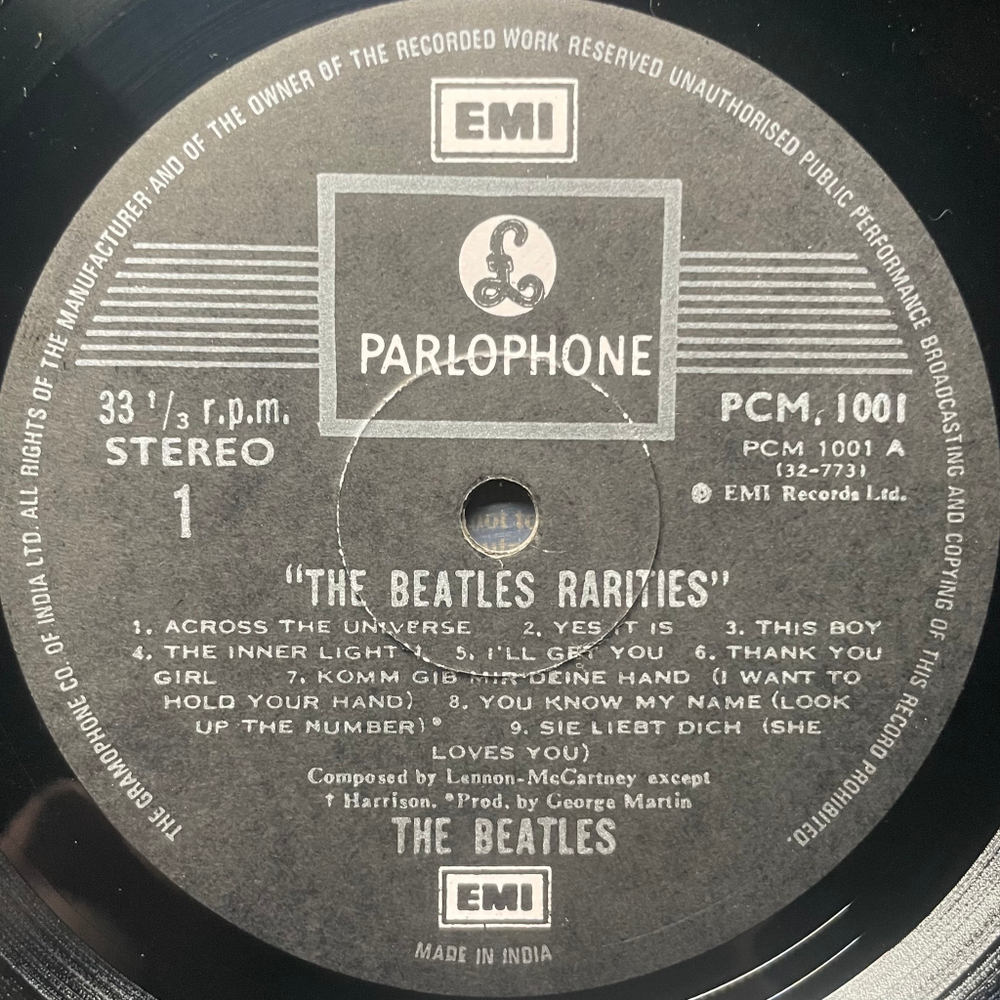 THE GRAMOPHONE CO. OF INDIA LTD. ALL RIGHTS OF THE MANUFACTURER AND OF THE OWNER OF THE RECORDED WORK RESERVED UNAUTHORISED PUBLIC PERFORMANCE BROADCASTING AND COPYING OF THIS RECORD PROHIBITED.
EMI
£
PARLOPHONE
33 1/3 r.p.m.
STEREO
1
PCM, 1001
PCM 1001 A
(32-773)
Ⓟ EMI Records Ltd.
"THE BEATLES RARITIES"
1. ACROSS THE UNIVERSE 2. YES IT IS 3. THIS BOY
4. THE INNER LIGHT † 5. I'LL GET YOU 6. THANK YOU
GIRL 7. KOMM GIB MIR DEINE HAND (I WANT TO
HOLD YOUR HAND) 8. YOU KNOW MY NAME (LOOK
UP THE NUMBER)* 9. SIE LIEBT DICH (SHE
LOVES YOU)
Composed by Lennon-McCartney except
† Harrison. *Prod. by George Martin
THE BEATLES
EMI
MADE IN INDIA